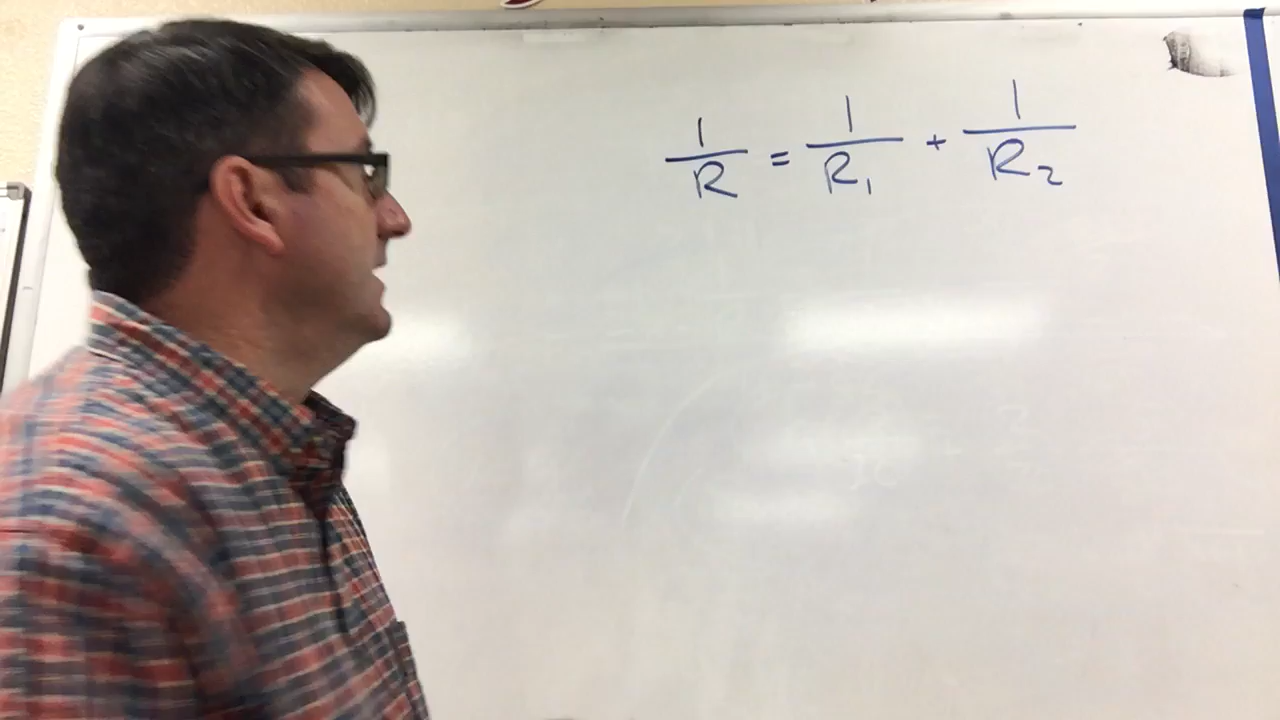 1/R = 1/R₁ + 1/R₂